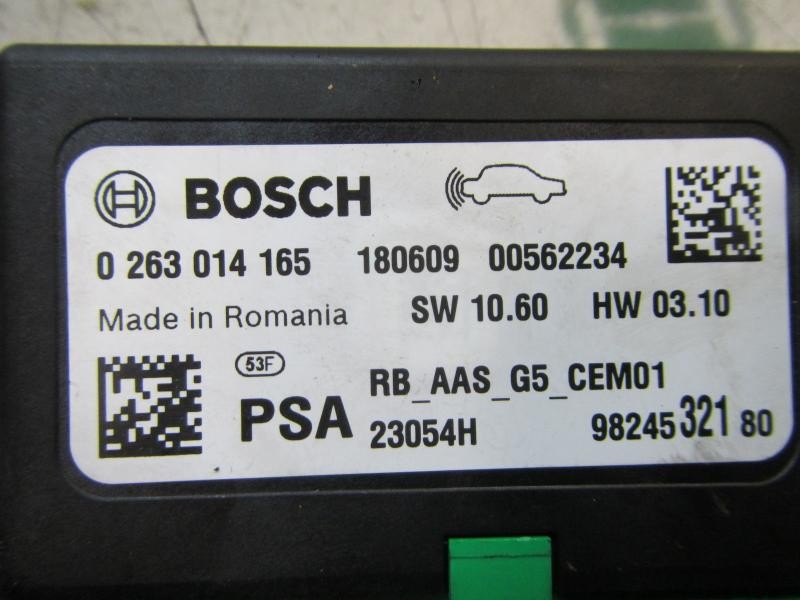 BOSCH
0 263 014 165 180609 00562234
Made in Romania SW 10.60 HW 03.10
53F RB_AAS_G5_CEM01
PSA 23054H 98245 321 80